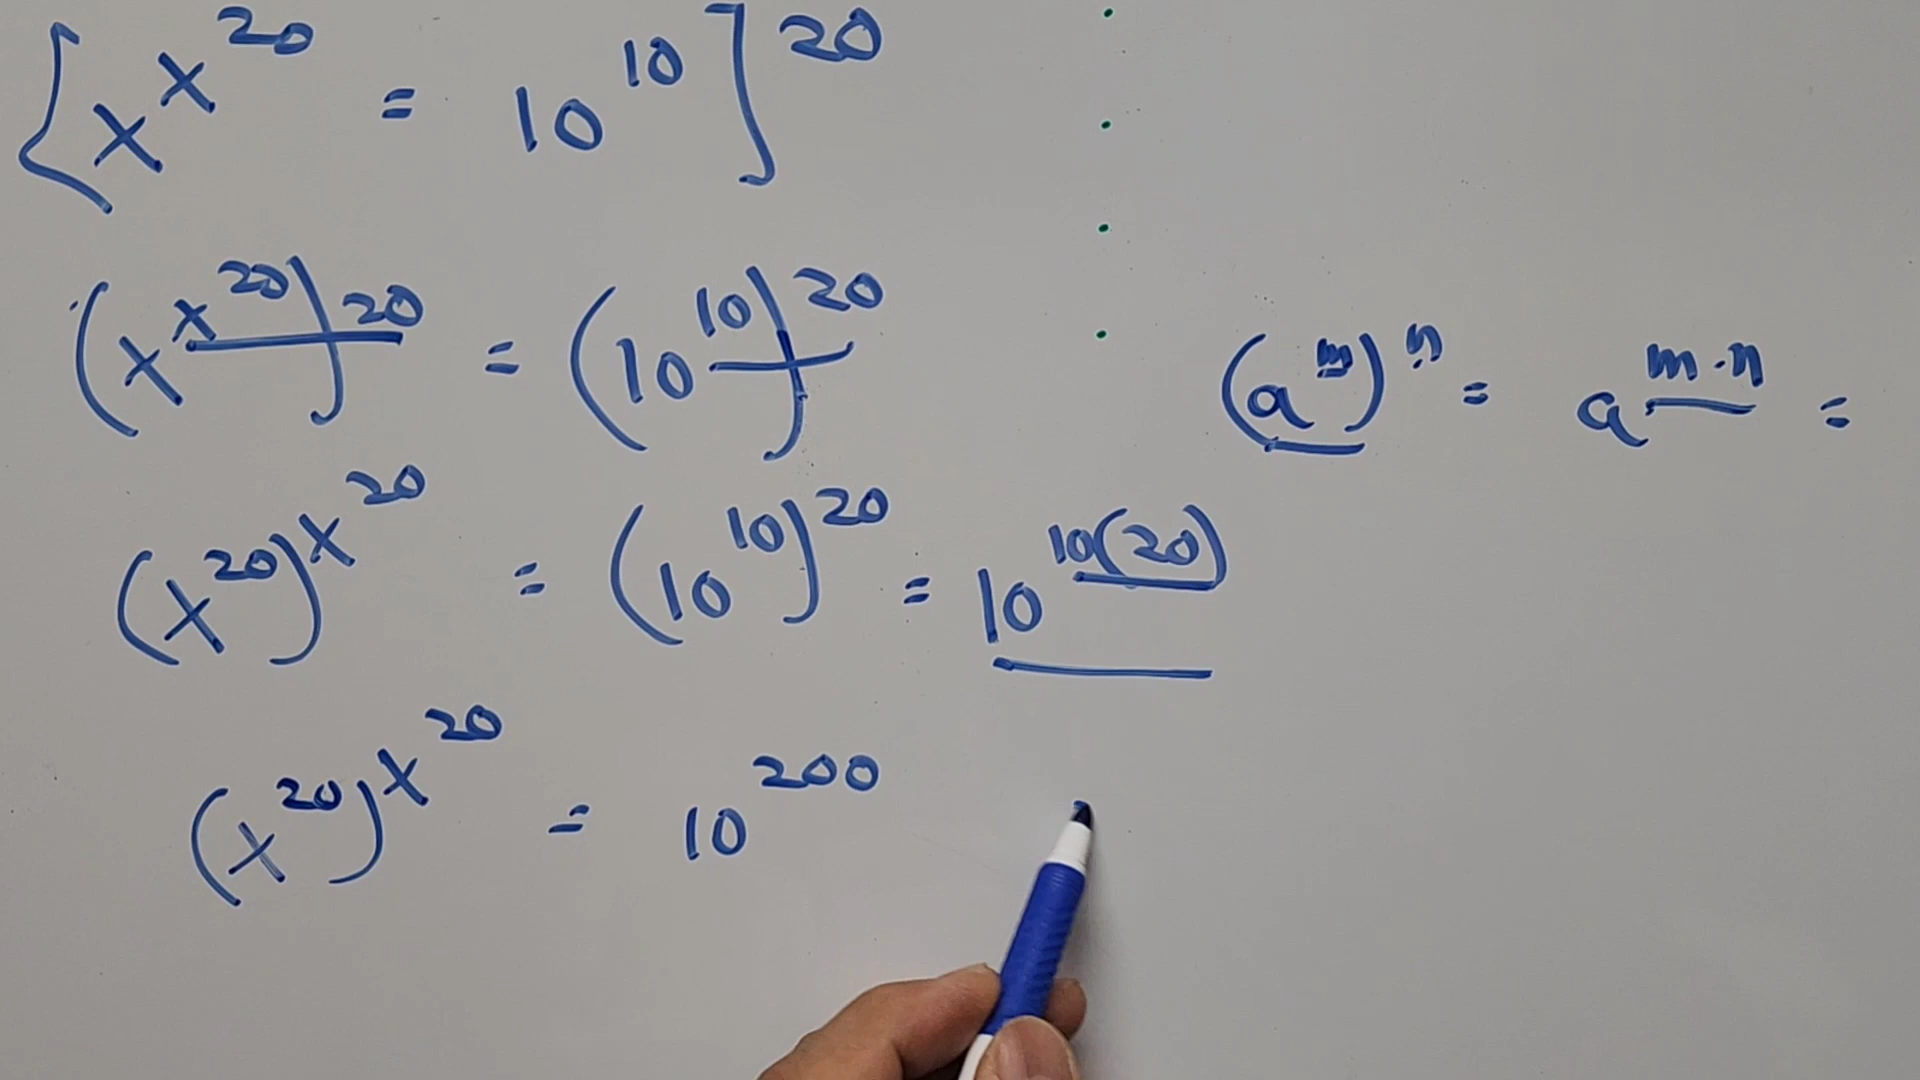 [x^x^20 = 10^10]^20
(x^x^20)^20 = (10^10)^20
(a^m)^n = a^m·n =
(x^20)^x^20 = (10^10)^20 = 10^10(20)
(x^20)^x^20 = 10^200